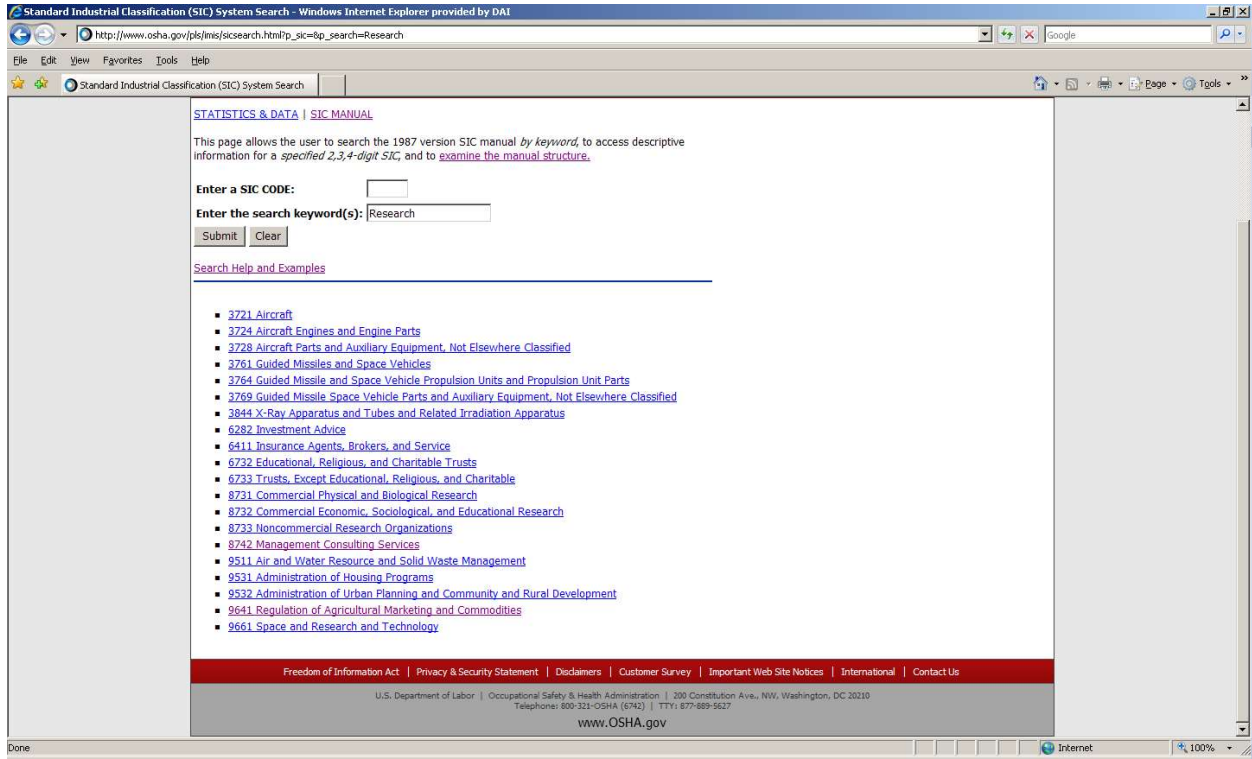 Standard Industrial Classification (SIC) System Search - Windows Internet Explorer provided by DAI
http://www.osha.gov/pls/imis/sicsearch.html?p_sic=&p_search=Research
Google
File Edit View Favorites Tools Help
Standard Industrial Classification (SIC) System Search
Page Tools
STATISTICS & DATA | SIC MANUAL
This page allows the user to search the 1987 version SIC manual by keyword, to access descriptive
information for a specified 2,3,4-digit SIC, and to examine the manual structure.
Enter a SIC CODE:
Enter the search keyword(s): Research
Submit Clear
Search Help and Examples
3721 Aircraft
3724 Aircraft Engines and Engine Parts
3728 Aircraft Parts and Auxiliary Equipment, Not Elsewhere Classified
3761 Guided Missiles and Space Vehicles
3764 Guided Missile and Space Vehicle Propulsion Units and Propulsion Unit Parts
3769 Guided Missile Space Vehicle Parts and Auxiliary Equipment, Not Elsewhere Classified
3844 X-Ray Apparatus and Tubes and Related Irradiation Apparatus
6282 Investment Advice
6411 Insurance Agents, Brokers, and Service
6732 Educational, Religious, and Charitable Trusts
6733 Trusts, Except Educational, Religious, and Charitable
8731 Commercial Physical and Biological Research
8732 Commercial Economic, Sociological, and Educational Research
8733 Noncommercial Research Organizations
8742 Management Consulting Services
9511 Air and Water Resource and Solid Waste Management
9531 Administration of Housing Programs
9532 Administration of Urban Planning and Community and Rural Development
9641 Regulation of Agricultural Marketing and Commodities
9661 Space and Research and Technology
Freedom of Information Act | Privacy & Security Statement | Disclaimers | Customer Survey | Important Web Site Notices | International | Contact Us
U.S. Department of Labor | Occupational Safety & Health Administration | 200 Constitution Ave., NW, Washington, DC 20210
Telephone: 800-321-OSHA (6742) | TTY: 877-889-5627
www.OSHA.gov
Done Internet 100%